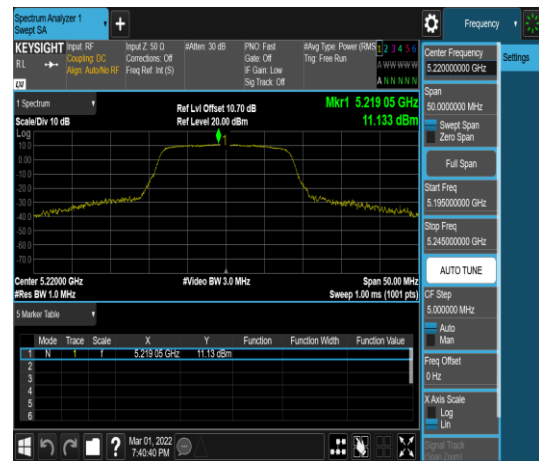 Spectrum Analyzer 1
Swept SA
+
Frequency
KEYSIGHT
RL
Input: RF
Coupling: DC
Align: Auto/No RF
Input Z: 50 Ω
Corrections: Off
Freq Ref: Int (S)
#Atten: 30 dB
PNO: Fast
Gate: Off
IF Gain: Low
Sig Track: Off
#Avg Type: Power (RMS
Trig: Free Run
1 2 3 4 5 6
A WWWWW
A N N N N N
Center Frequency
5.220000000 GHz
Settings
Span
50.0000000 MHz
Swept Span
Zero Span
Full Span
Start Freq
5.195000000 GHz
Stop Freq
5.245000000 GHz
AUTO TUNE
CF Step
5.000000 MHz
Auto
Man
Freq Offset
0 Hz
X Axis Scale
Log
Lin
Signal Track
(Span Zoom)
1 Spectrum
Scale/Div 10 dB
Ref Lvl Offset 10.70 dB
Ref Level 20.00 dBm
Mkr1 5.219 05 GHz
11.133 dBm
Log
10.0
0.00
-10.0
-20.0
-30.0
-40.0
-50.0
-60.0
-70.0
1
Center 5.22000 GHz
#Res BW 1.0 MHz
#Video BW 3.0 MHz
Span 50.00 MHz
Sweep 1.00 ms (1001 pts)
5 Marker Table
Mode Trace Scale X Y Function Function Width Function Value
1 N 1 f 5.219 05 GHz 11.13 dBm
2
3
4
5
6
?
Mar 01, 2022
7:40:40 PM